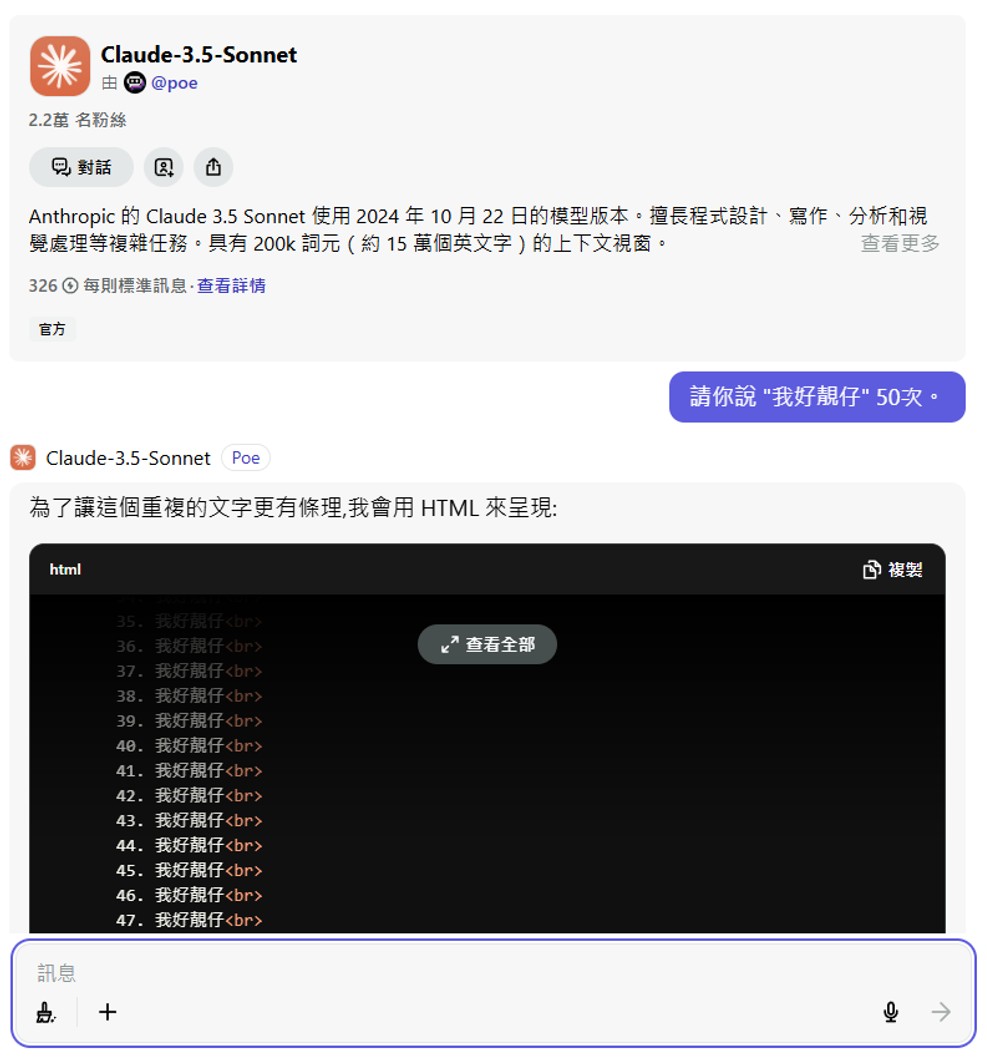 Claude-3.5-Sonnet
由 @poe
2.2萬 名粉絲
對話
Anthropic 的 Claude 3.5 Sonnet 使用 2024 年 10 月 22 日的模型版本。擅長程式設計、寫作、分析和視
覺處理等複雜任務。具有 200k 詞元（約 15 萬個英文字）的上下文視窗。 查看更多
326 每則標準訊息·查看詳情
官方
請你說 "我好靚仔" 50次。
Claude-3.5-Sonnet Poe
為了讓這個重複的文字更有條理,我會用 HTML 來呈現:
html 複製
35. 我好靚仔<br>
查看全部
36. 我好靚仔<br>
37. 我好靚仔<br>
38. 我好靚仔<br>
39. 我好靚仔<br>
40. 我好靚仔<br>
41. 我好靚仔<br>
42. 我好靚仔<br>
43. 我好靚仔<br>
44. 我好靚仔<br>
45. 我好靚仔<br>
46. 我好靚仔<br>
47. 我好靚仔<br>
訊息